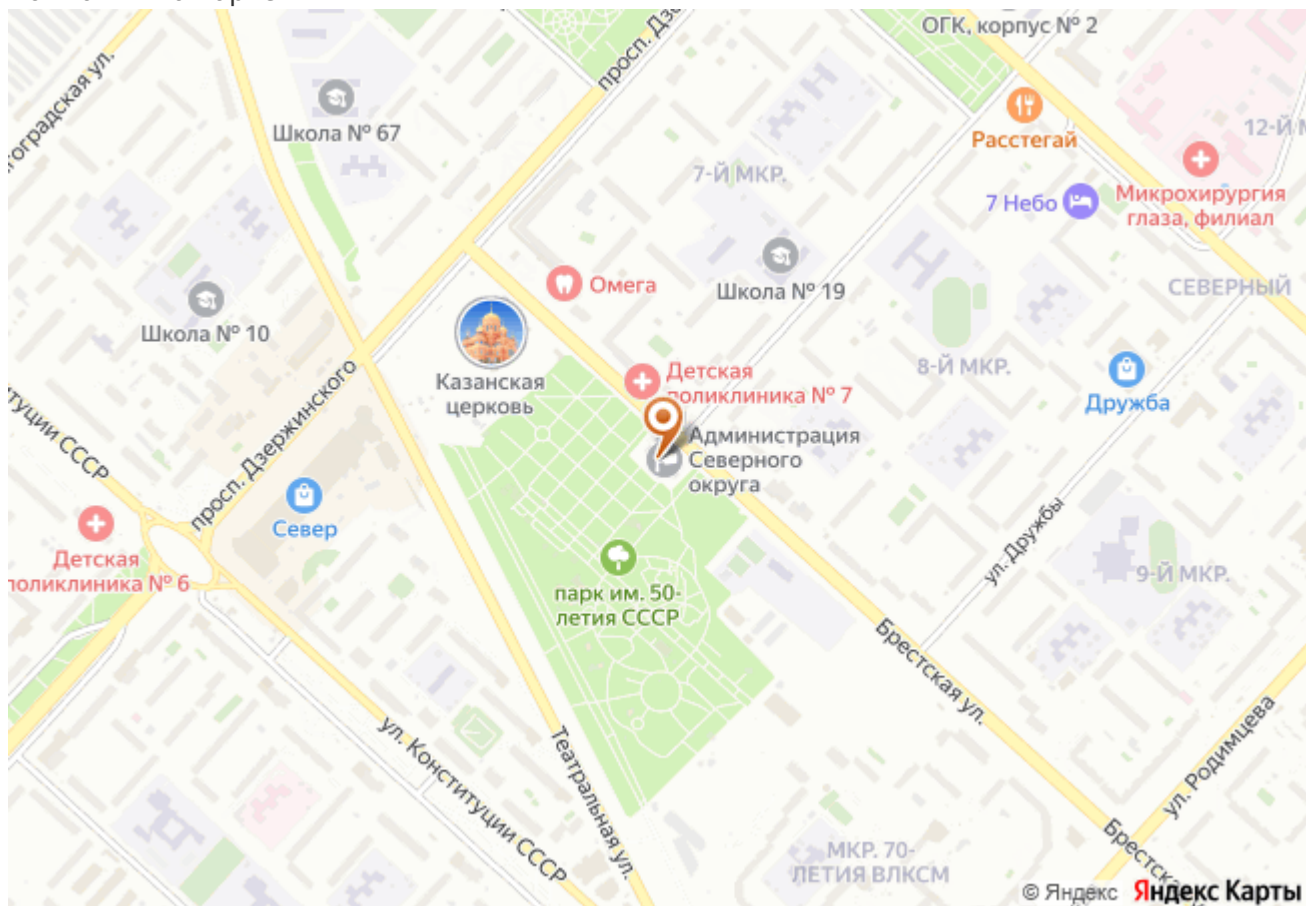 ОГК, корпус № 2
просп. Дзе
Школа № 67
Расстегай
12-Й М
7-Й МКР.
Микрохирургия
глаза, филиал
7 Небо
Омега
Школа № 19
СЕВЕРНЫЙ
Школа № 10
Казанская
церковь
Детская
поликлиника № 7
8-Й МКР.
Дружба
просп. Дзержинского
Администрация
Северного
округа
Север
Детская
поликлиника № 6
ул. Дружбы
9-Й МКР.
парк им. 50-
летия СССР
Брестская ул.
ул. Конституции СССР
Театральная ул.
ул. Родимцева
МКР. 70-
ЛЕТИЯ ВЛКСМ
© Яндекс Яндекс Карты